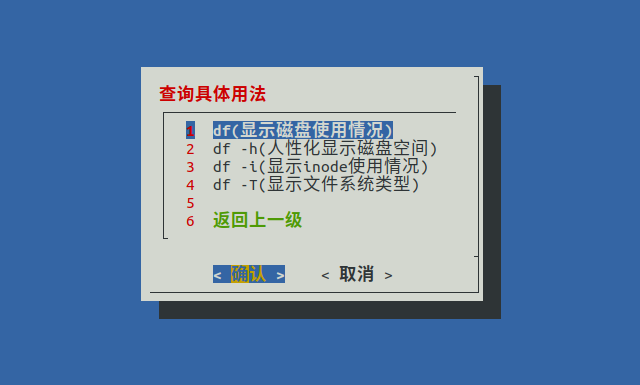 查询具体用法
1 df(显示磁盘使用情况)
2 df -h(人性化显示磁盘空间)
3 df -i(显示inode使用情况)
4 df -T(显示文件系统类型)
5
6 返回上一级
< 确认 > < 取消 >